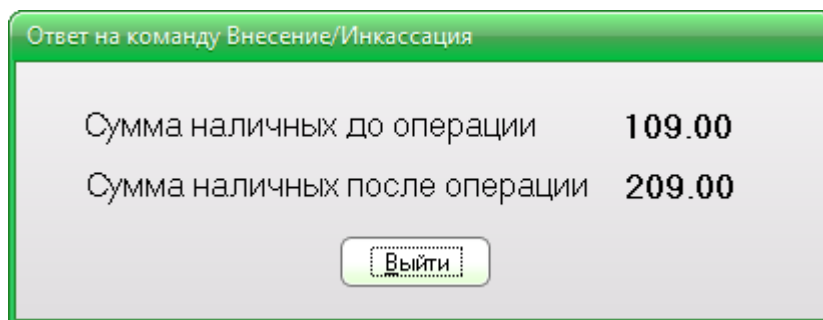 Ответ на команду Внесение/Инкассация
Сумма наличных до операции 109.00
Сумма наличных после операции 209.00
Выйти